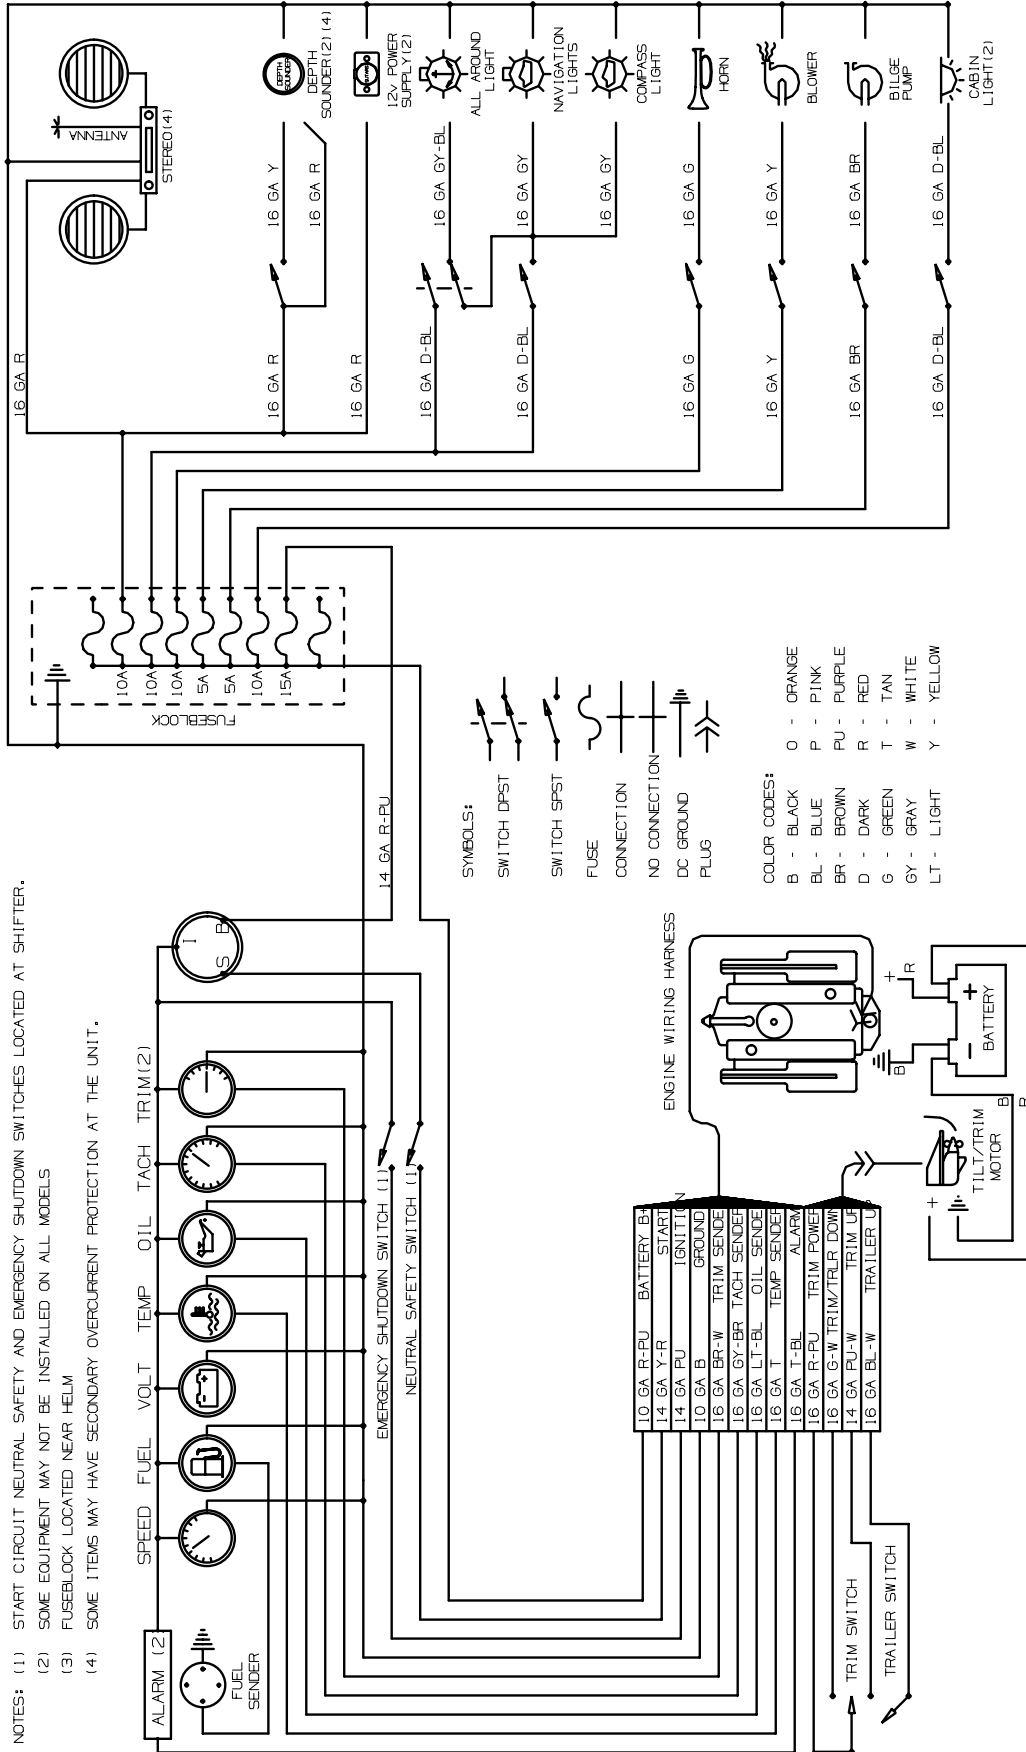 NOTES: (1) START CIRCUIT NEUTRAL SAFETY AND EMERGENCY SHUTDOWN SWITCHES LOCATED AT SHIFTER.
(2) SOME EQUIPMENT MAY NOT BE INSTALLED ON ALL MODELS
(3) FUSEBLOCK LOCATED NEAR HELM
(4) SOME ITEMS MAY HAVE SECONDARY OVERCURRENT PROTECTION AT THE UNIT.
ALARM (2)
SPEED
FUEL
VOLT
TEMP
OIL
TACH
TRIM(2)
I
S
B
FUEL
SENDER
EMERGENCY SHUTDOWN SWITCH (1)
NEUTRAL SAFETY SWITCH (1)
14 GA R-PU
FUSEBLOCK
10A
10A
10A
5A
5A
10A
15A
16 GA R
ANTENNA
STEREO(4)
16 GA R
16 GA Y
16 GA R
DEPTH
SOUNDER
DEPTH
SOUNDER(2)(4)
16 GA R
12v POWER
SUPPLY(2)
16 GA D-BL
16 GA GY-BL
ALL AROUND
LIGHT
16 GA D-BL
16 GA GY
NAVIGATION
LIGHTS
16 GA GY
COMPASS
LIGHT
16 GA G
16 GA G
HORN
16 GA Y
16 GA Y
BLOWER
16 GA BR
16 GA BR
BILGE
PUMP
16 GA D-BL
16 GA D-BL
CABIN
LIGHT(2)
SYMBOLS:
SWITCH DPST
SWITCH SPST
FUSE
CONNECTION
NO CONNECTION
DC GROUND
PLUG
COLOR CODES:
B - BLACK O - ORANGE
BL - BLUE P - PINK
BR - BROWN PU - PURPLE
D - DARK R - RED
G - GREEN T - TAN
GY - GRAY W - WHITE
LT - LIGHT Y - YELLOW
ENGINE WIRING HARNESS
10 GA R-PU BATTERY B+
14 GA Y-R START
14 GA PU IGNITION
10 GA B GROUND
16 GA BR-W TRIM SENDE
16 GA GY-BR TACH SENDER
16 GA LT-BL OIL SENDE
16 GA T TEMP SENDER
16 GA T-BL ALARM
16 GA R-PU TRIM POWER
16 GA G-W TRIM/TRLR DOWN
14 GA PU-W TRIM UP
16 GA BL-W TRAILER UP
TRIM SWITCH
TRAILER SWITCH
TILT/TRIM
MOTOR
+
B
R
+ R
B
- +
BATTERY